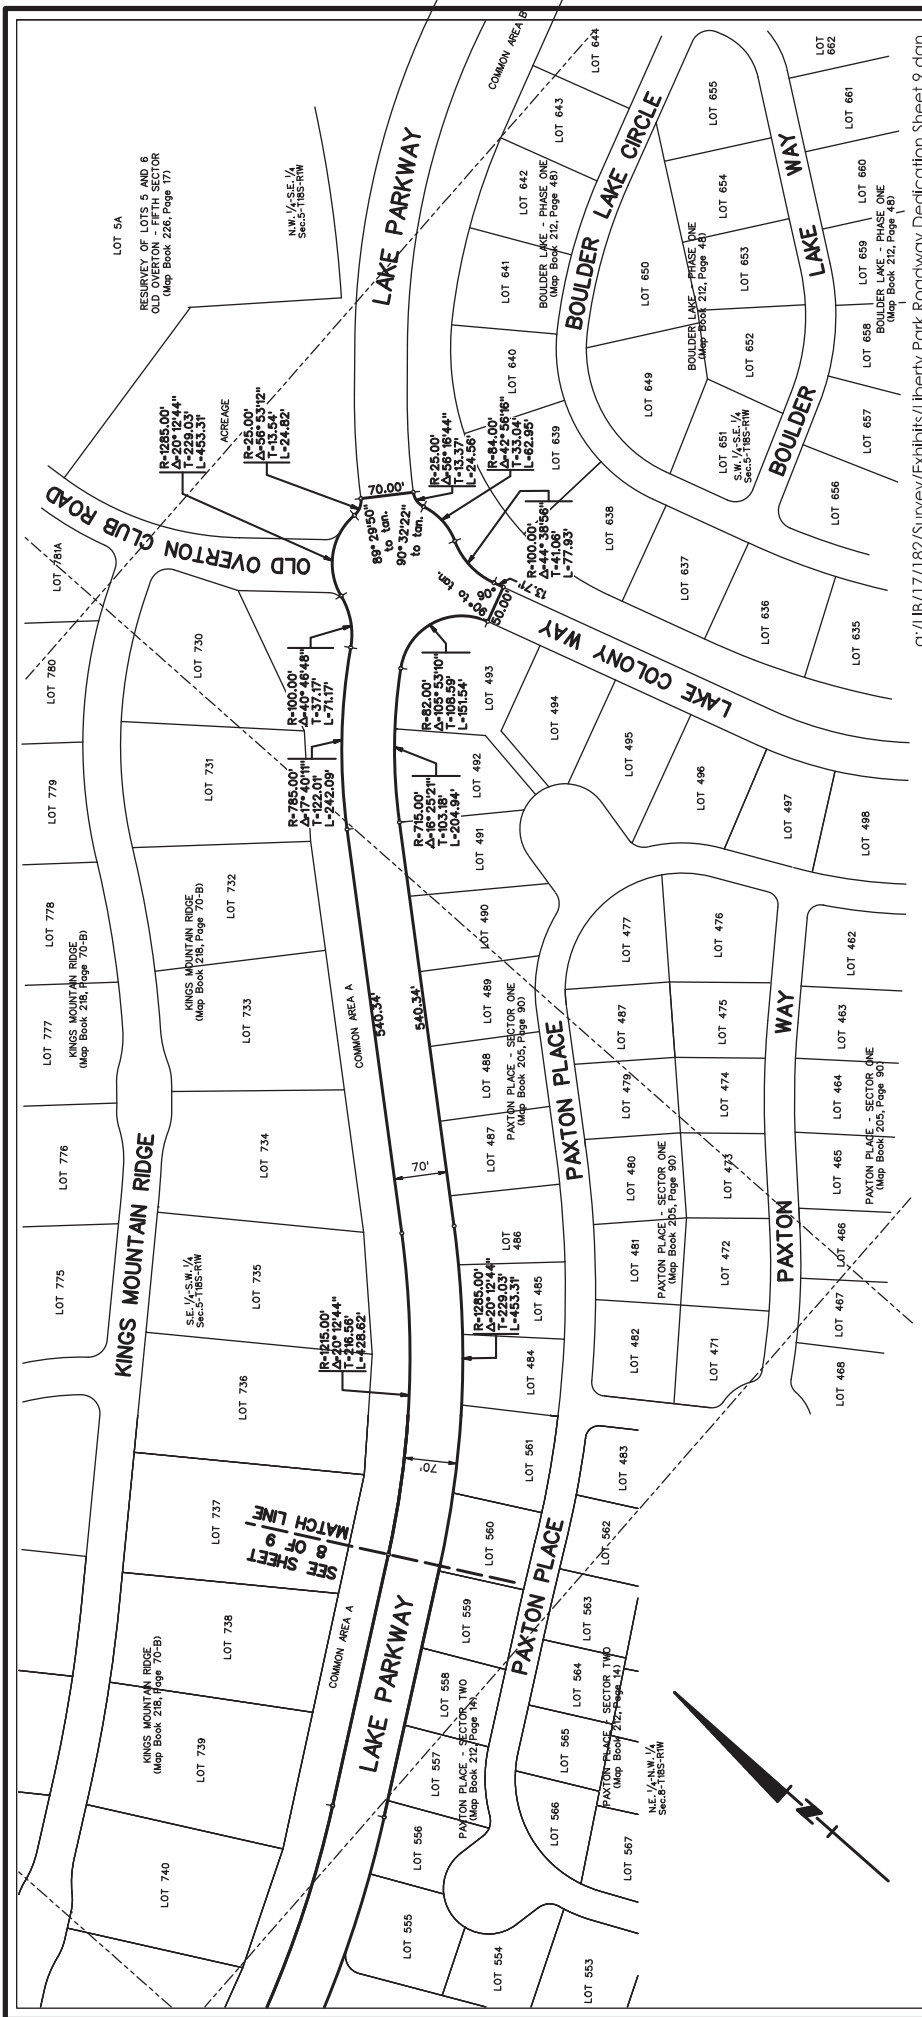 LOT 5A
RESURVEY OF LOTS 5 AND 6
OLD OVERTON - FIFTH SECTOR
(Map Book 226, Page 17)
N.W. 1/4-S.E. 1/4
Sec.5-T18S-R1W
ACREAGE
LAKE PARKWAY
COMMON AREA B
OLD OVERTON CLUB ROAD
R=1285.00'
Δ=20° 12'44"
T=229.03'
L=453.31'
R=25.00'
Δ=56° 53'12"
T=13.54'
L=24.82'
70.00'
89° 29'50"
to tan.
90° 32'22"
to tan.
R=25.00'
Δ=56° 16'44"
T=13.37'
L=24.56'
R=84.00'
Δ=42° 56'16"
T=33.04'
L=62.95'
R=100.00'
Δ=44° 38'56"
T=41.06'
L=77.93'
13.71'
90° to tan.
90°
50.00'
R=100.00'
Δ=40° 46'48"
T=37.17'
L=71.17'
R=785.00'
Δ=17° 40'11"
T=122.01'
L=242.09'
R=82.00'
Δ=105° 53'10"
T=108.59'
L=151.54'
R=715.00'
Δ=16° 25'21"
T=103.18'
L=204.94'
LOT 644
LOT 643
LOT 642
LOT 641
LOT 640
LOT 639
LOT 638
LOT 637
LOT 636
LOT 635
BOULDER LAKE - PHASE ONE
(Map Book 212, Page 48)
BOULDER LAKE CIRCLE
LOT 655
LOT 654
LOT 653
LOT 652
LOT 651
LOT 650
LOT 649
BOULDER LAKE - PHASE ONE
(Map Book 212, Page 48)
S.W. 1/4-S.E. 1/4
Sec.5-T18S-R1W
BOULDER LAKE WAY
LOT 662
LOT 661
LOT 660
LOT 659
LOT 658
LOT 657
LOT 656
BOULDER LAKE - PHASE ONE
(Map Book 212, Page 48)
LAKE COLONY WAY
LOT 781A
LOT 780
LOT 779
LOT 778
LOT 777
LOT 776
LOT 775
KINGS MOUNTAIN RIDGE
(Map Book 218, Page 70-B)
KINGS MOUNTAIN RIDGE
LOT 730
LOT 731
LOT 732
LOT 733
LOT 734
LOT 735
LOT 736
LOT 737
LOT 738
LOT 739
LOT 740
KINGS MOUNTAIN RIDGE
(Map Book 218, Page 70-B)
S.E. 1/4-S.W. 1/4
Sec.5-T18S-R1W
KINGS MOUNTAIN RIDGE
(Map Book 218, Page 70-B)
COMMON AREA A
540.34'
540.34'
70'
R=1215.00'
Δ=20° 12'44"
T=216.56'
L=428.62'
R=1285.00'
Δ=20° 12'44"
T=229.03'
L=453.31'
70'
SEE SHEET
8 OF 9
MATCH LINE
COMMON AREA A
LAKE PARKWAY
LOT 493
LOT 492
LOT 491
LOT 490
LOT 489
LOT 488
LOT 487
LOT 486
LOT 485
LOT 484
LOT 561
LOT 560
LOT 559
LOT 558
LOT 557
LOT 556
LOT 555
LOT 554
LOT 553
PAXTON PLACE - SECTOR ONE
(Map Book 205, Page 90)
PAXTON PLACE - SECTOR TWO
(Map Book 212, Page 14)
LOT 494
LOT 495
LOT 496
LOT 497
LOT 498
PAXTON PLACE
LOT 477
LOT 487
LOT 479
LOT 480
LOT 481
LOT 482
LOT 476
LOT 475
LOT 474
LOT 473
LOT 472
LOT 471
PAXTON PLACE - SECTOR ONE
(Map Book 205, Page 90)
PAXTON WAY
LOT 462
LOT 463
LOT 464
LOT 465
LOT 466
LOT 467
LOT 468
PAXTON PLACE - SECTOR ONE
(Map Book 205, Page 90)
PAXTON PLACE
LOT 483
LOT 562
LOT 563
LOT 564
LOT 565
LOT 566
LOT 567
PAXTON PLACE - SECTOR TWO
(Map Book 212, Page 14)
N.E. 1/4-N.W. 1/4
Sec.8-T18S-R1W
N
g:/LIB/17/182/Survey/Exhibits/Liberty Park Roadway Dedication Sheet 9.dgn